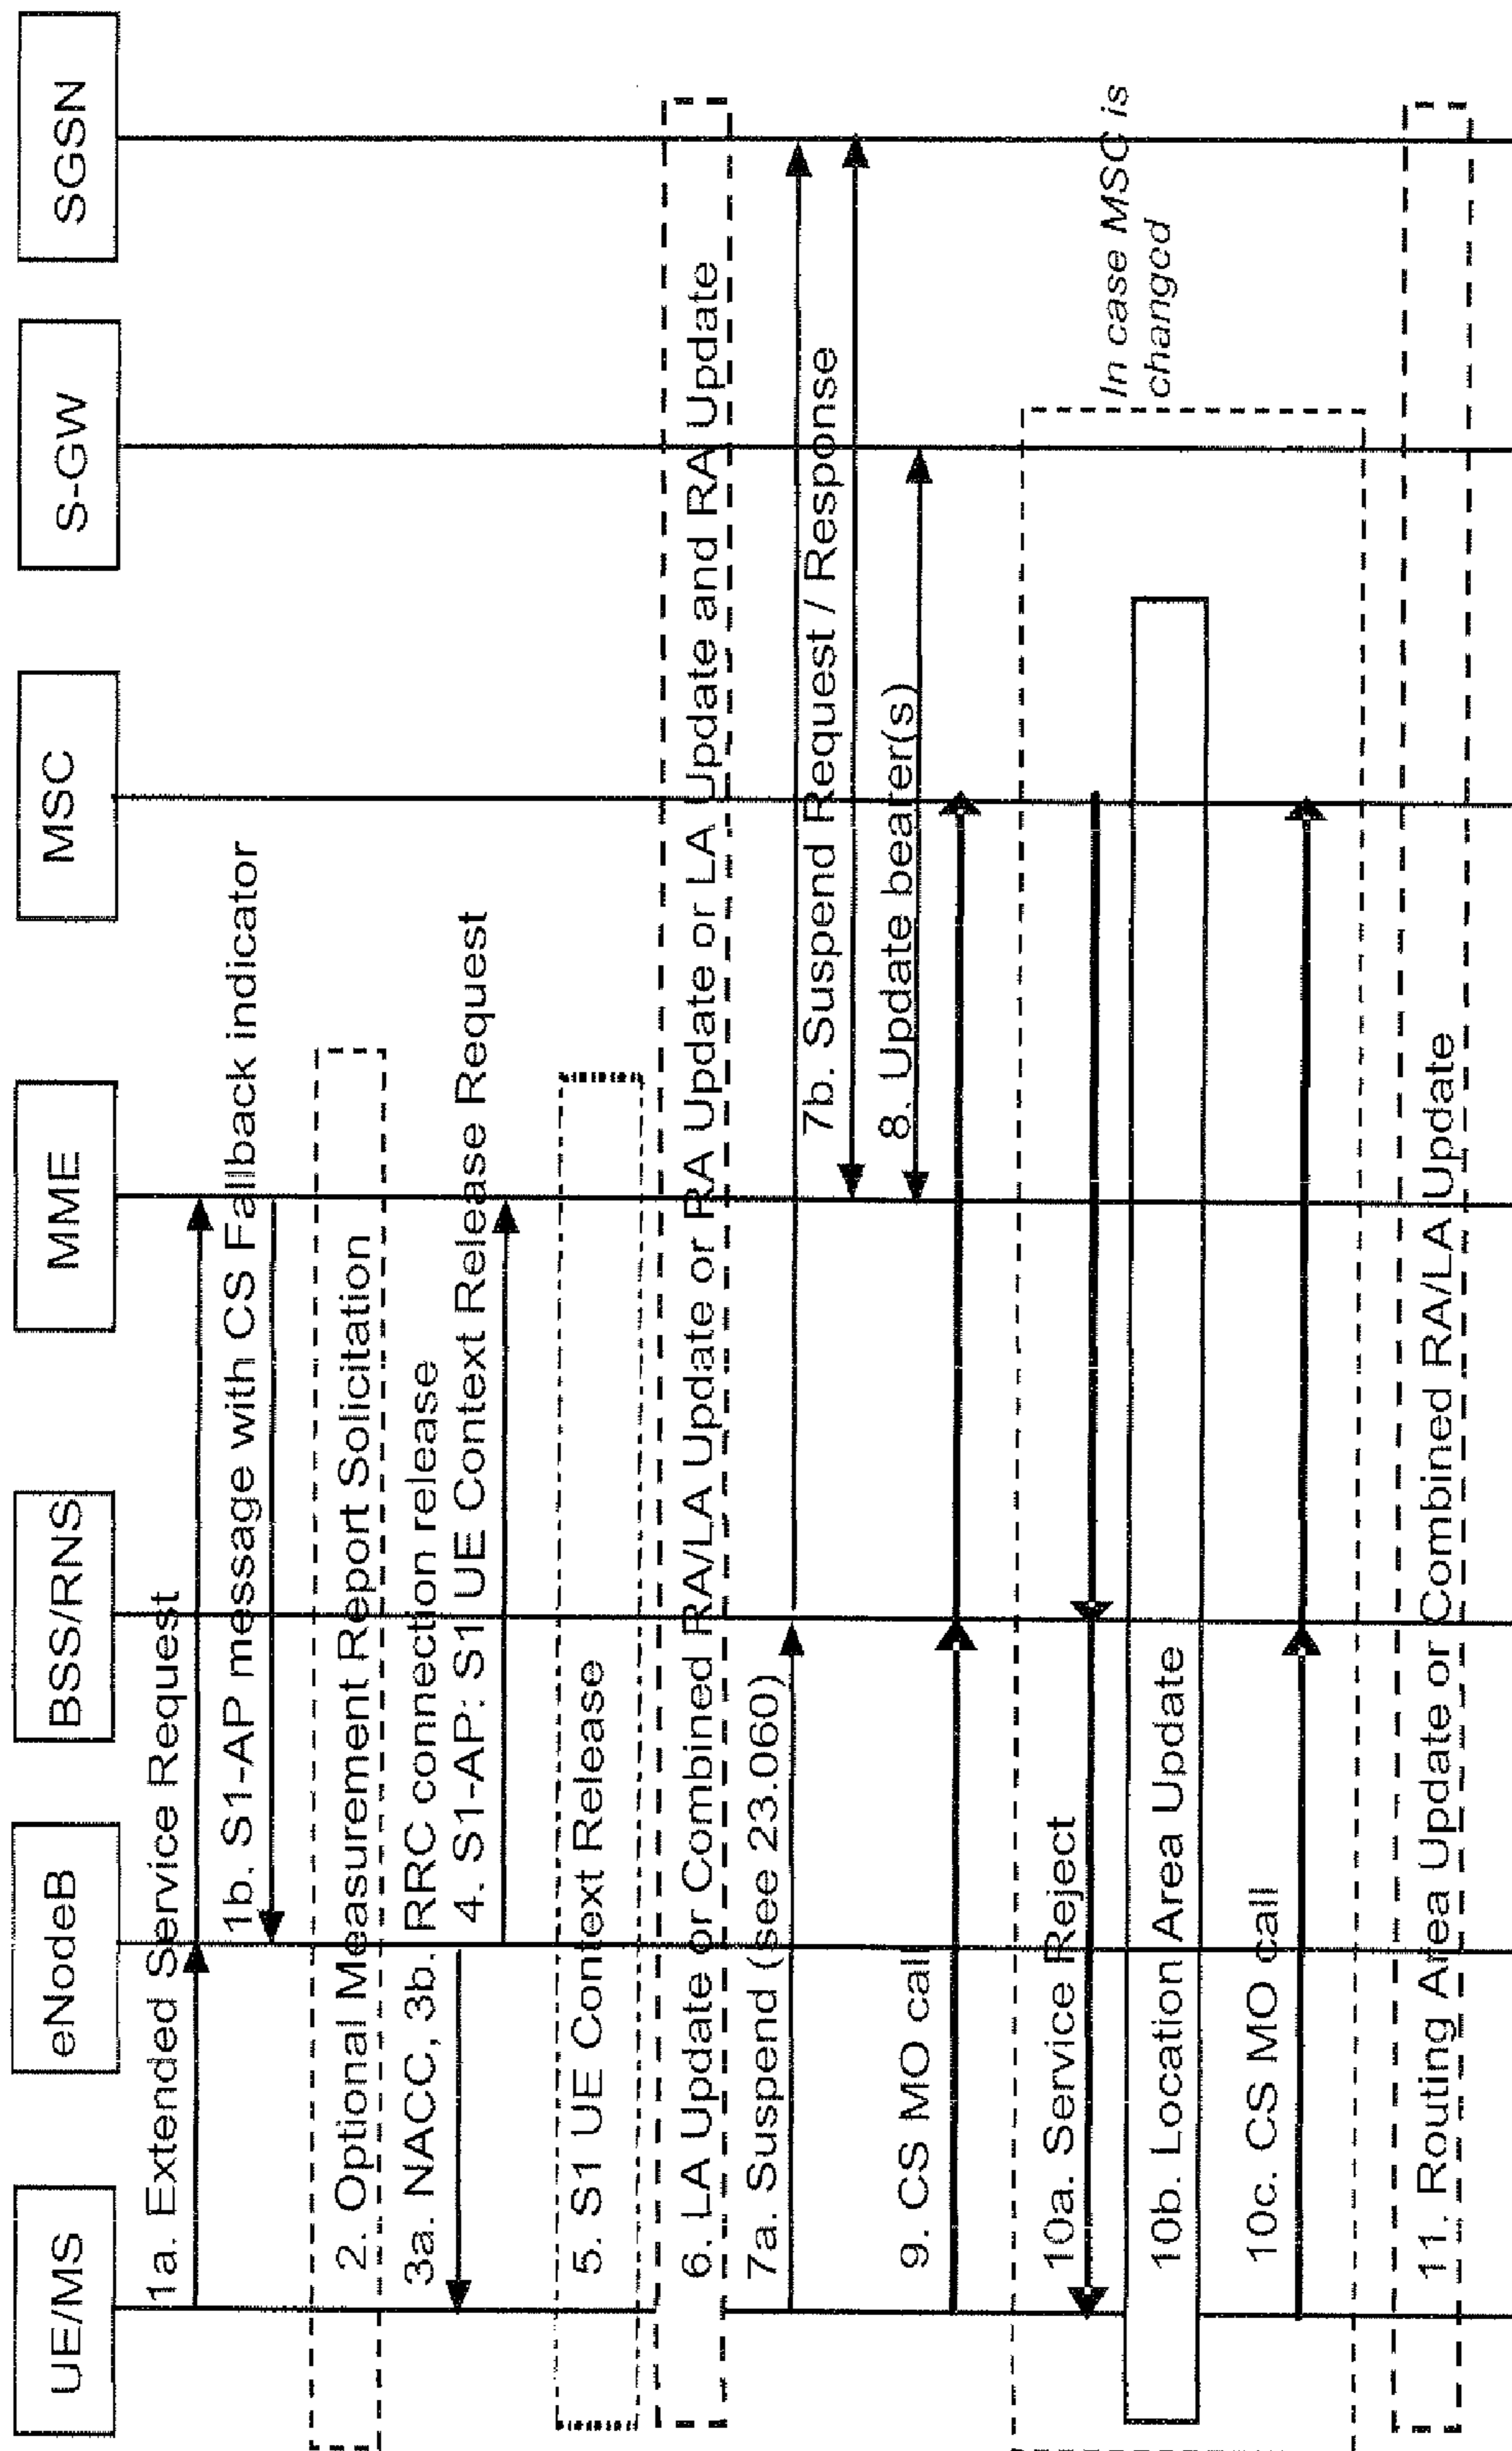 UE/MS
eNodeB
BSS/RNS
MME
MSC
S-GW
SGSN
1a. Extended Service Request
1b. S1-AP message with CS Fallback indicator
2. Optional Measurement Report Solicitation
3a. NACC, 3b. RRC connection release
4. S1-AP: S1 UE Context Release Request
5. S1 UE Context Release
6. LA Update or Combined RA/LA Update or RA Update or LA Update and RA Update
7a. Suspend (see 23.060)
7b. Suspend Request / Response
8. Update bearer(s)
9. CS MO call
In case MSC is
changed
10a. Service Reject
10b. Location Area Update
10c. CS MO call
11. Routing Area Update or Combined RA/LA Update